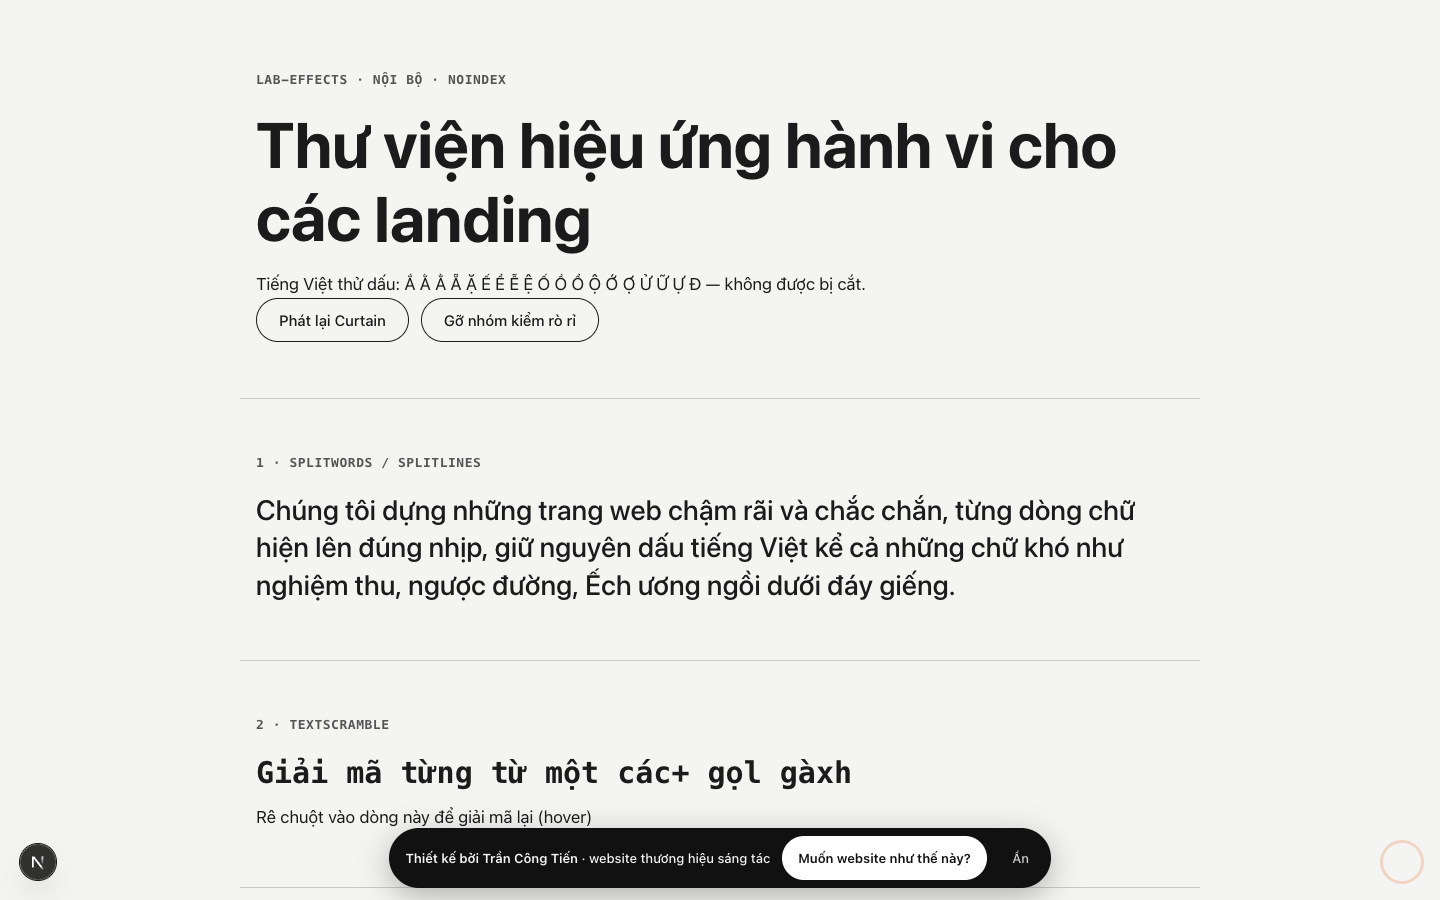 LAB-EFFECTS · NỘI BỘ · NOINDEX
Thư viện hiệu ứng hành vi cho
các landing
Tiếng Việt thử dấu: Ắ Ằ Ẳ Ẵ Ặ Ế Ề Ễ Ệ Ố Ồ Ổ Ộ Ớ Ợ Ử Ữ Ự Đ — không được bị cắt.
Phát lại Curtain
Gỡ nhóm kiểm rò rỉ
1 · SPLITWORDS / SPLITLINES
Chúng tôi dựng những trang web chậm rãi và chắc chắn, từng dòng chữ
hiện lên đúng nhịp, giữ nguyên dấu tiếng Việt kể cả những chữ khó như
nghiệm thu, ngược đường, Ếch ương ngồi dưới đáy giếng.
2 · TEXTSCRAMBLE
Giải mã từng từ một các+ gọl gàxh
Rê chuột vào dòng này để giải mã lại (hover)
Thiết kế bởi Trần Công Tiến · website thương hiệu sáng tác
Muốn website như thế này?
Ẩn
N